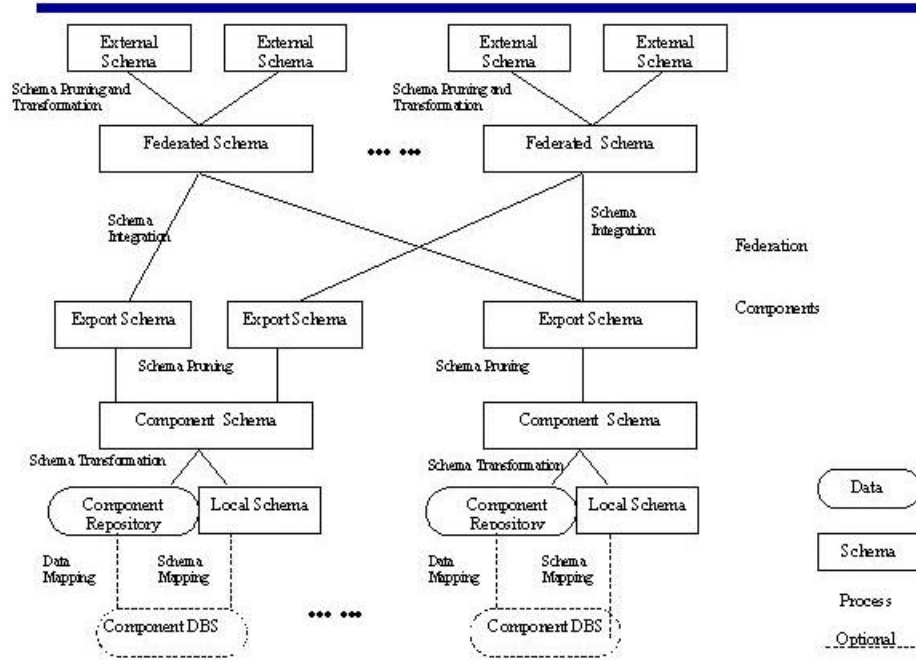 External
Schema
External
Schema
External
Schema
External
Schema
Schema Pruning and
Transformation
Schema Pruning and
Transformation
Federated Schema
Federated Schema
Schema
Integration
Schema
Integration
Federation
Export Schema
Export Schema
Export Schema
Components
Schema Pruning
Schema Pruning
Component Schema
Component Schema
Schema Transformation
Schema Transformation
Component
Repository
Local Schema
Component
Repository
Local Schema
Data
Data
Mapping
Schema
Mapping
Data
Mapping
Schema
Mapping
Schema
Process
Component DBS
Component DBS
Optional